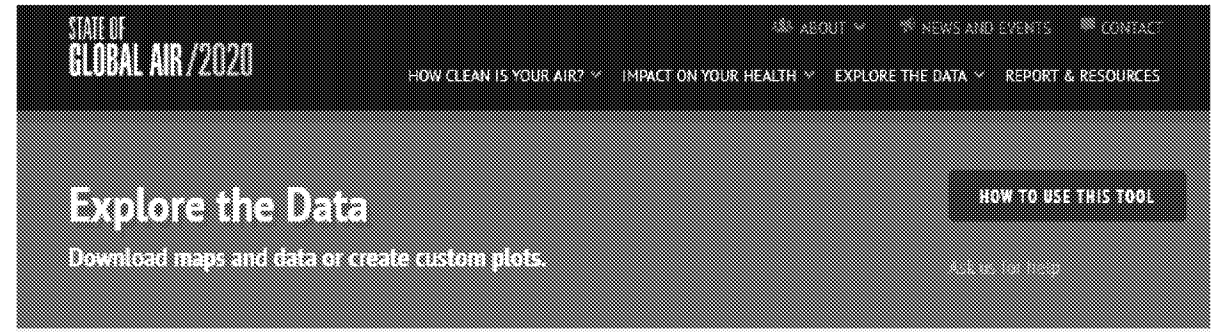 STATE OF
GLOBAL AIR/2020
ABOUT
NEWS AND EVENTS
CONTACT
HOW CLEAN IS YOUR AIR?
IMPACT ON YOUR HEALTH
EXPLORE THE DATA
REPORT & RESOURCES
Explore the Data
HOW TO USE THIS TOOL
Download maps and data or create custom plots.
Ask us for help